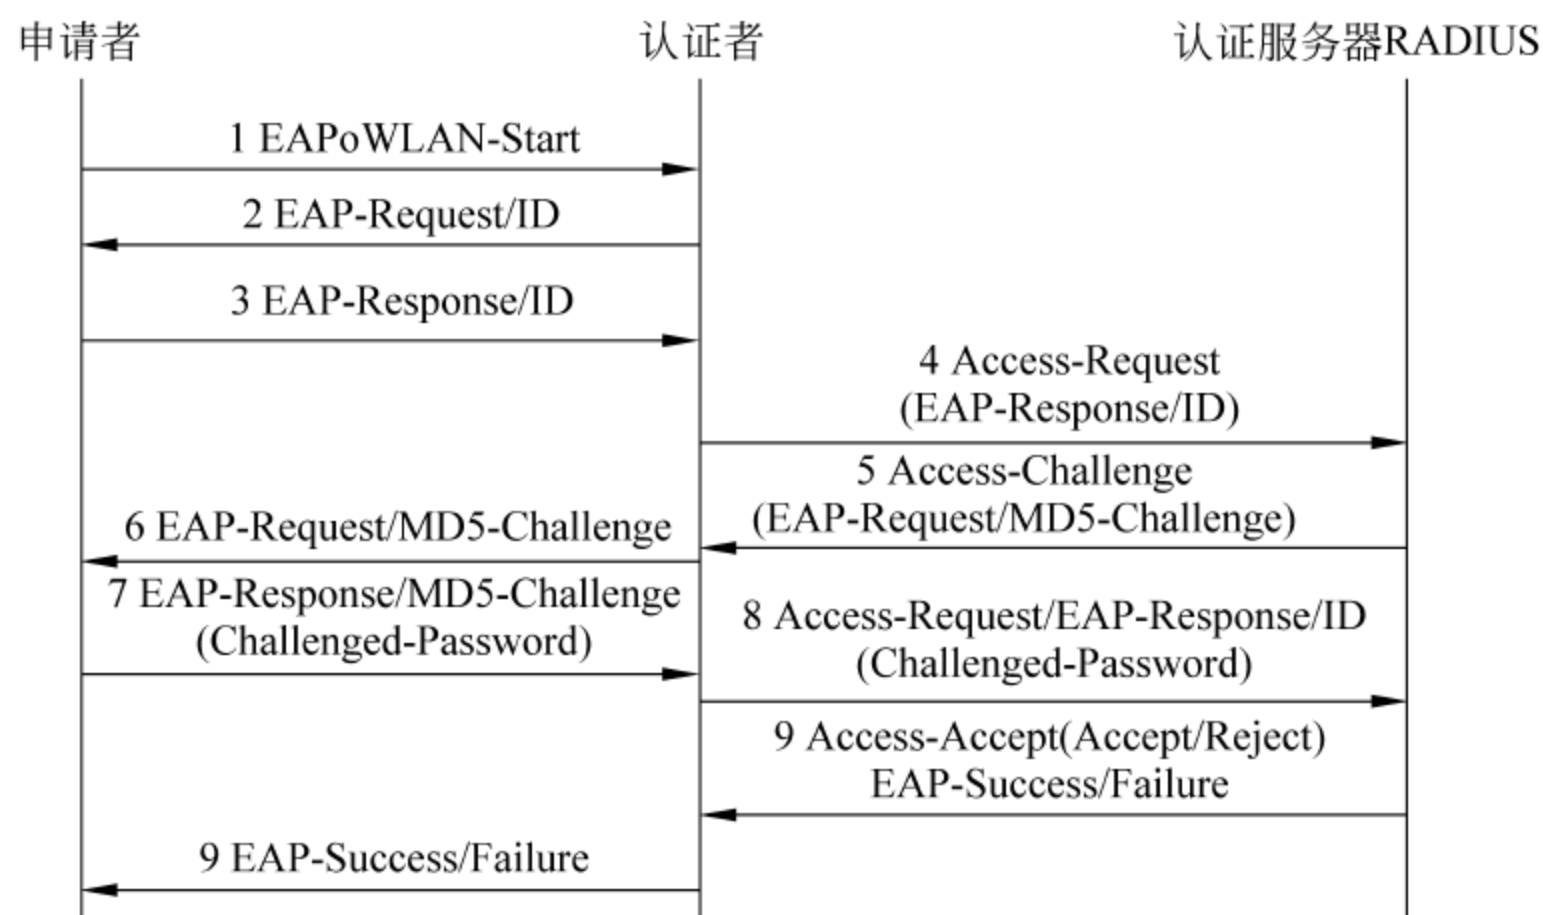 申请者
认证者
认证服务器RADIUS
1 EAPoWLAN-Start
2 EAP-Request/ID
3 EAP-Response/ID
4 Access-Request
(EAP-Response/ID)
5 Access-Challenge
(EAP-Request/MD5-Challenge)
6 EAP-Request/MD5-Challenge
7 EAP-Response/MD5-Challenge
(Challenged-Password)
8 Access-Request/EAP-Response/ID
(Challenged-Password)
9 Access-Accept(Accept/Reject)
EAP-Success/Failure
9 EAP-Success/Failure